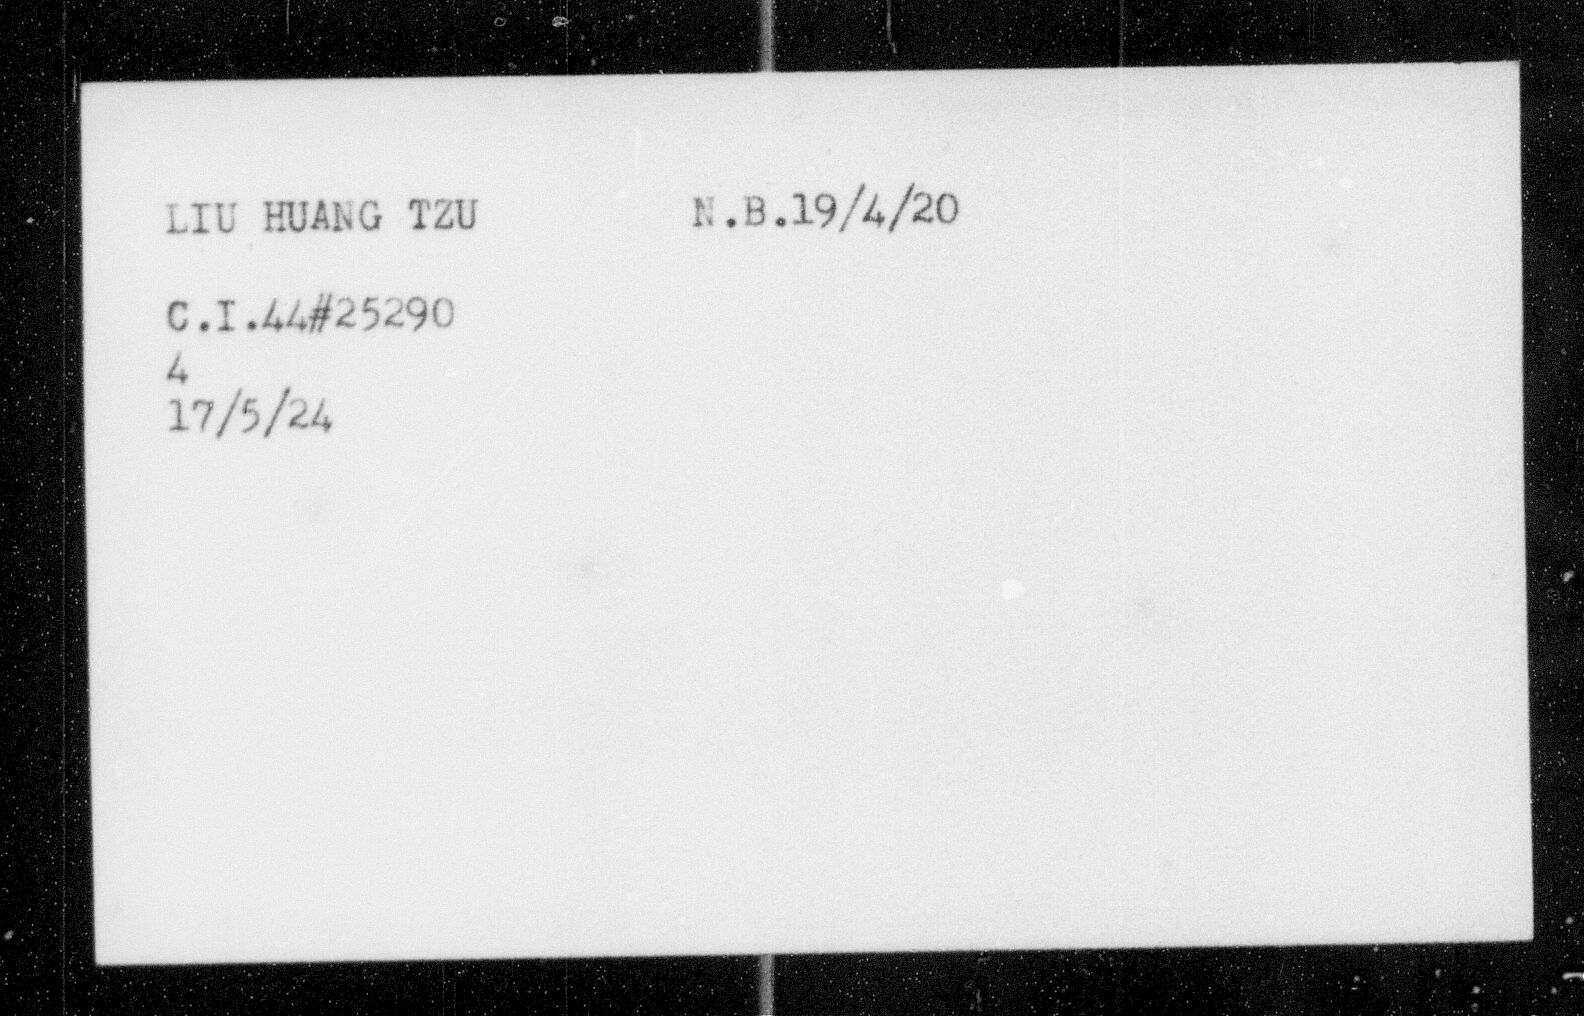 LIU HUANG TZU N.B.19/4/20
C.I.44#25290
4
17/5/24